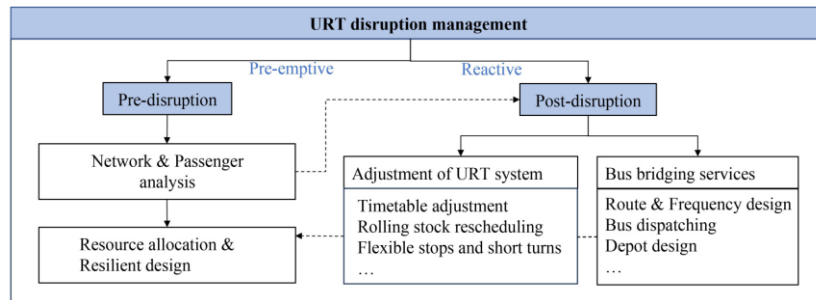 URT disruption management
Pre-emptive
Reactive
Pre-disruption
Post-disruption
Network & Passenger
analysis
Resource allocation &
Resilient design
Adjustment of URT system
Timetable adjustment
Rolling stock rescheduling
Flexible stops and short turns
…
Bus bridging services
Route & Frequency design
Bus dispatching
Depot design
…